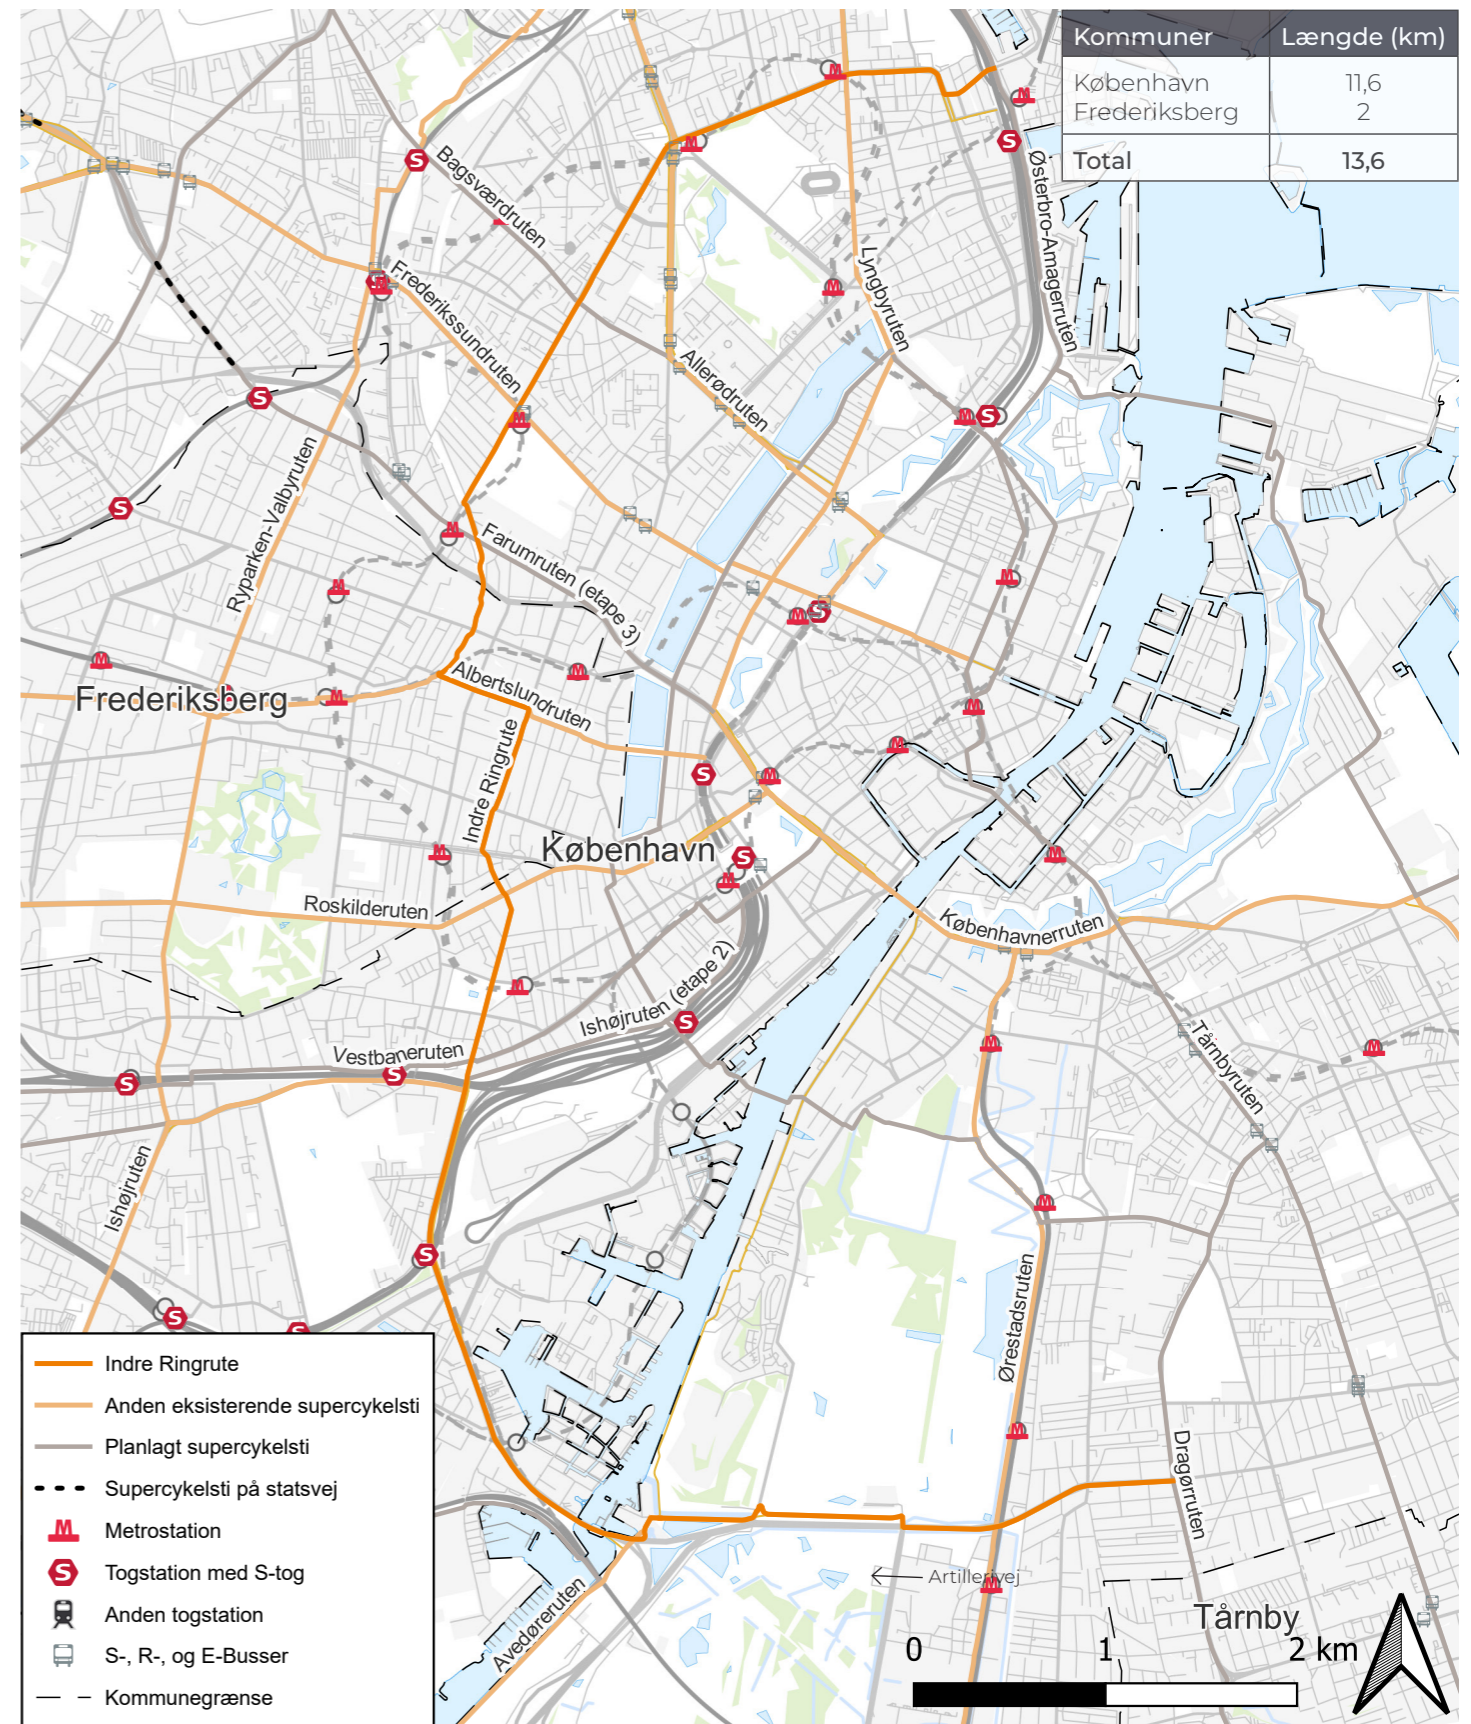 Kommuner Længde (km)
København 11,6
Frederiksberg 2
Total 13,6
Bagsværdruten
Østerbro-Amagerruten
Lyngbyruten
Frederikssundruten
Allerødruten
Ryparken-Valbyruten
Farumruten (etape 3)
Albertslundruten
Frederiksberg
Indre Ringrute
København
Roskilderuten
Københavnerruten
Ishøjruten (etape 2)
Vestbaneruten
Tårnbyruten
Ishøjruten
Ørestadsruten
Dragørruten
Artillerivej
Avedøreruten
Tårnby
0 1 2 km
Indre Ringrute
Anden eksisterende supercykelsti
Planlagt supercykelsti
Supercykelsti på statsvej
M Metrostation
S Togstation med S-tog
Anden togstation
S-, R-, og E-Busser
Kommunegrænse